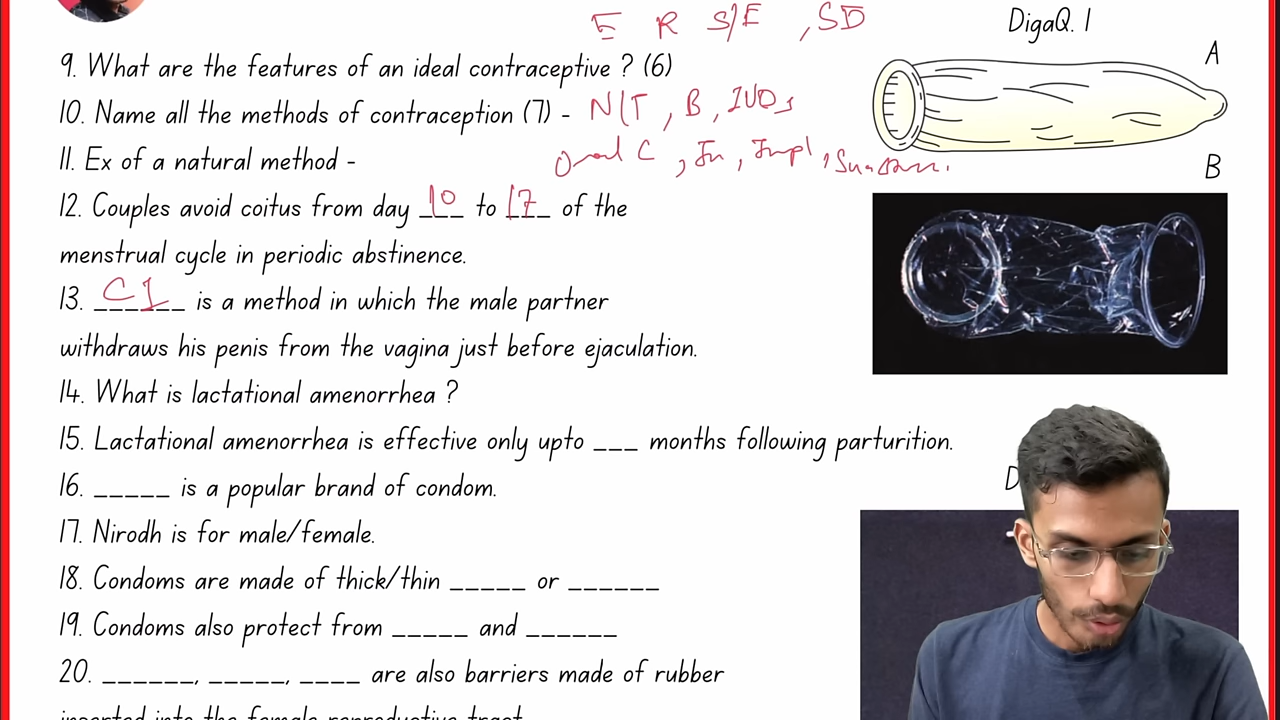 E R S/E , SD
9. What are the features of an ideal contraceptive ? (6)
10. Name all the methods of contraception (7) - N/T , B , IUDs
Oral C , In , Impl ,
11. Ex of a natural method -
12. Couples avoid coitus from day 10 to 17 of the
menstrual cycle in periodic abstinence.
13. CI is a method in which the male partner
withdraws his penis from the vagina just before ejaculation.
14. What is lactational amenorrhea ?
15. Lactational amenorrhea is effective only upto ___ months following parturition.
16. _____ is a popular brand of condom.
17. Nirodh is for male/female.
18. Condoms are made of thick/thin _____ or ______
19. Condoms also protect from _____ and ______
20. ______, _____, ____ are also barriers made of rubber
inserted into the female reproductive tract
DigaQ. 1
A
B
D